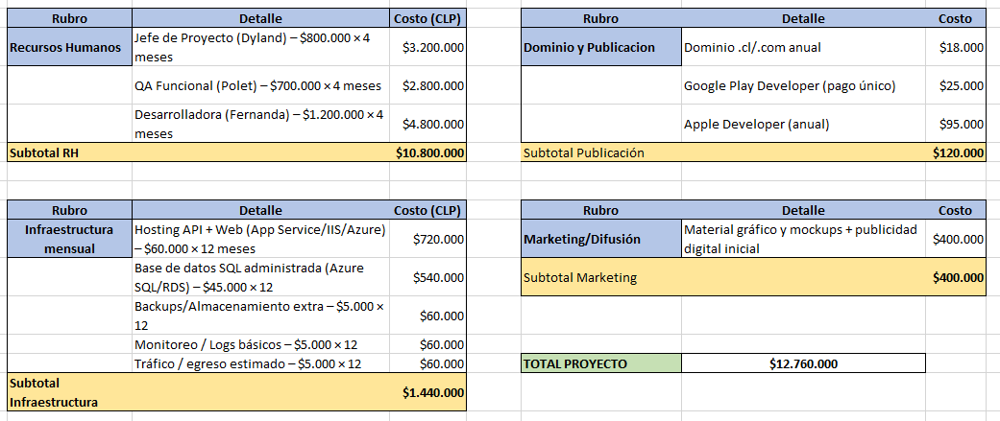 Rubro Detalle Costo (CLP)
Recursos Humanos Jefe de Proyecto (Dyland) – $800.000 × 4
meses $3.200.000
QA Funcional (Polet) – $700.000 × 4 meses $2.800.000
Desarrolladora (Fernanda) – $1.200.000 × 4
meses $4.800.000
Subtotal RH $10.800.000
Rubro Detalle Costo
Dominio y Publicacion Dominio .cl/.com anual $18.000
Google Play Developer (pago único) $25.000
Apple Developer (anual) $95.000
Subtotal Publicación $120.000
Rubro Detalle Costo (CLP)
Infraestructura
mensual
Hosting API + Web (App Service/IIS/Azure)
– $60.000 × 12 meses $720.000
Base de datos SQL administrada (Azure
SQL/RDS) – $45.000 × 12 $540.000
Backups/Almacenamiento extra – $5.000 ×
12 $60.000
Monitoreo / Logs básicos – $5.000 × 12 $60.000
Tráfico / egreso estimado – $5.000 × 12 $60.000
Subtotal
Infraestructura $1.440.000
Rubro Detalle Costo
Marketing/Difusión Material gráfico y mockups + publicidad
digital inicial $400.000
Subtotal Marketing $400.000
TOTAL PROYECTO $12.760.000